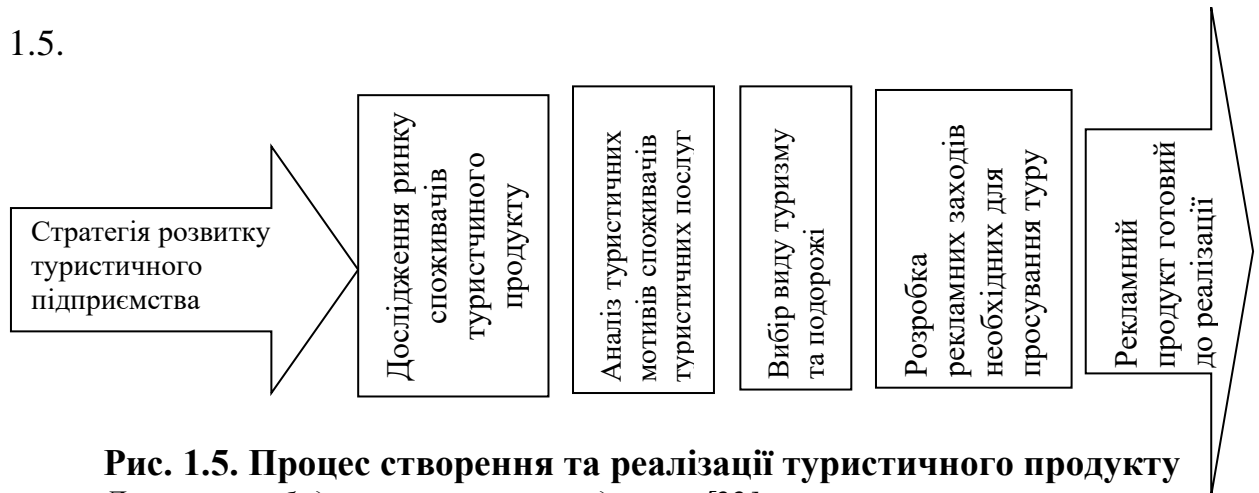 1.5.
Стратегія розвитку
туристичного
підприємства
Дослідження ринку
споживачів
туристчиного
продукту
Аналіз туристичних
мотивів споживачів
туристичних послуг
Вибір виду туризму
та подорожі
Розробка
рекламних заходів
необхідних для
просування туру
Рекламний
продукт готовий
до реалізації
Рис. 1.5. Процес створення та реалізації туристичного продукту